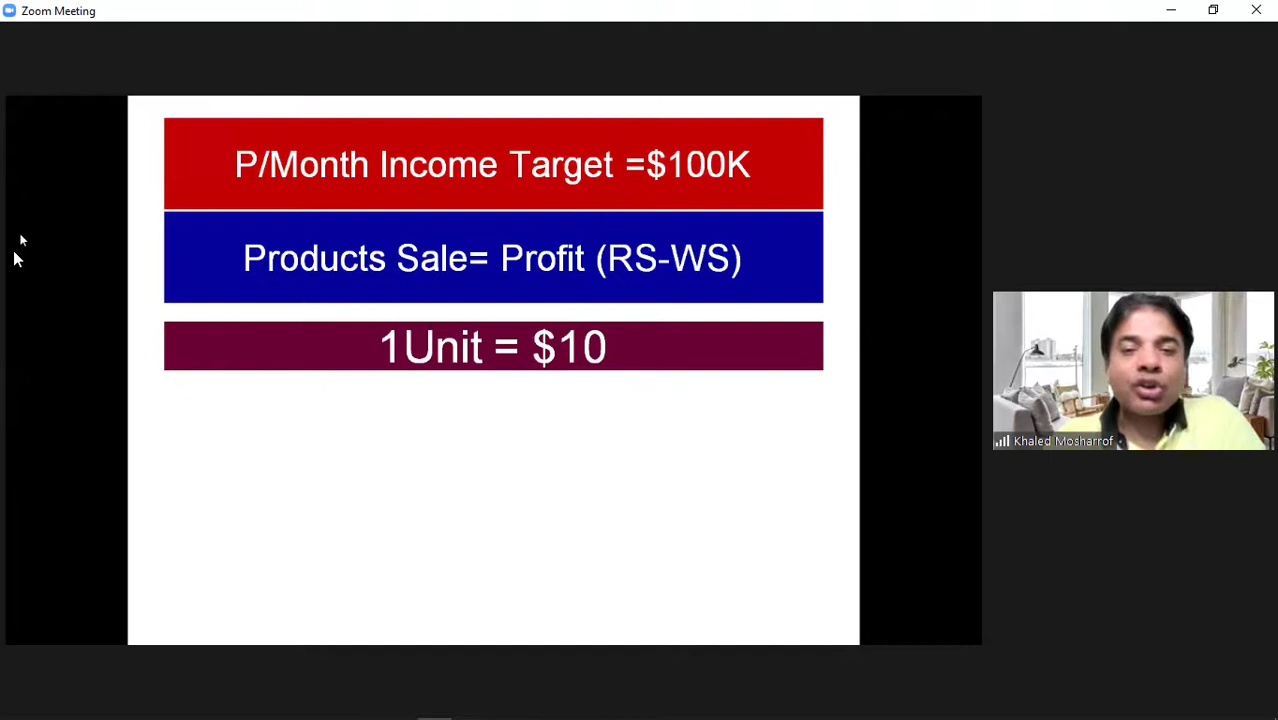 Zoom Meeting
P/Month Income Target =$100K
Products Sale= Profit (RS-WS)
1Unit = $10
Khaled Mosharrof